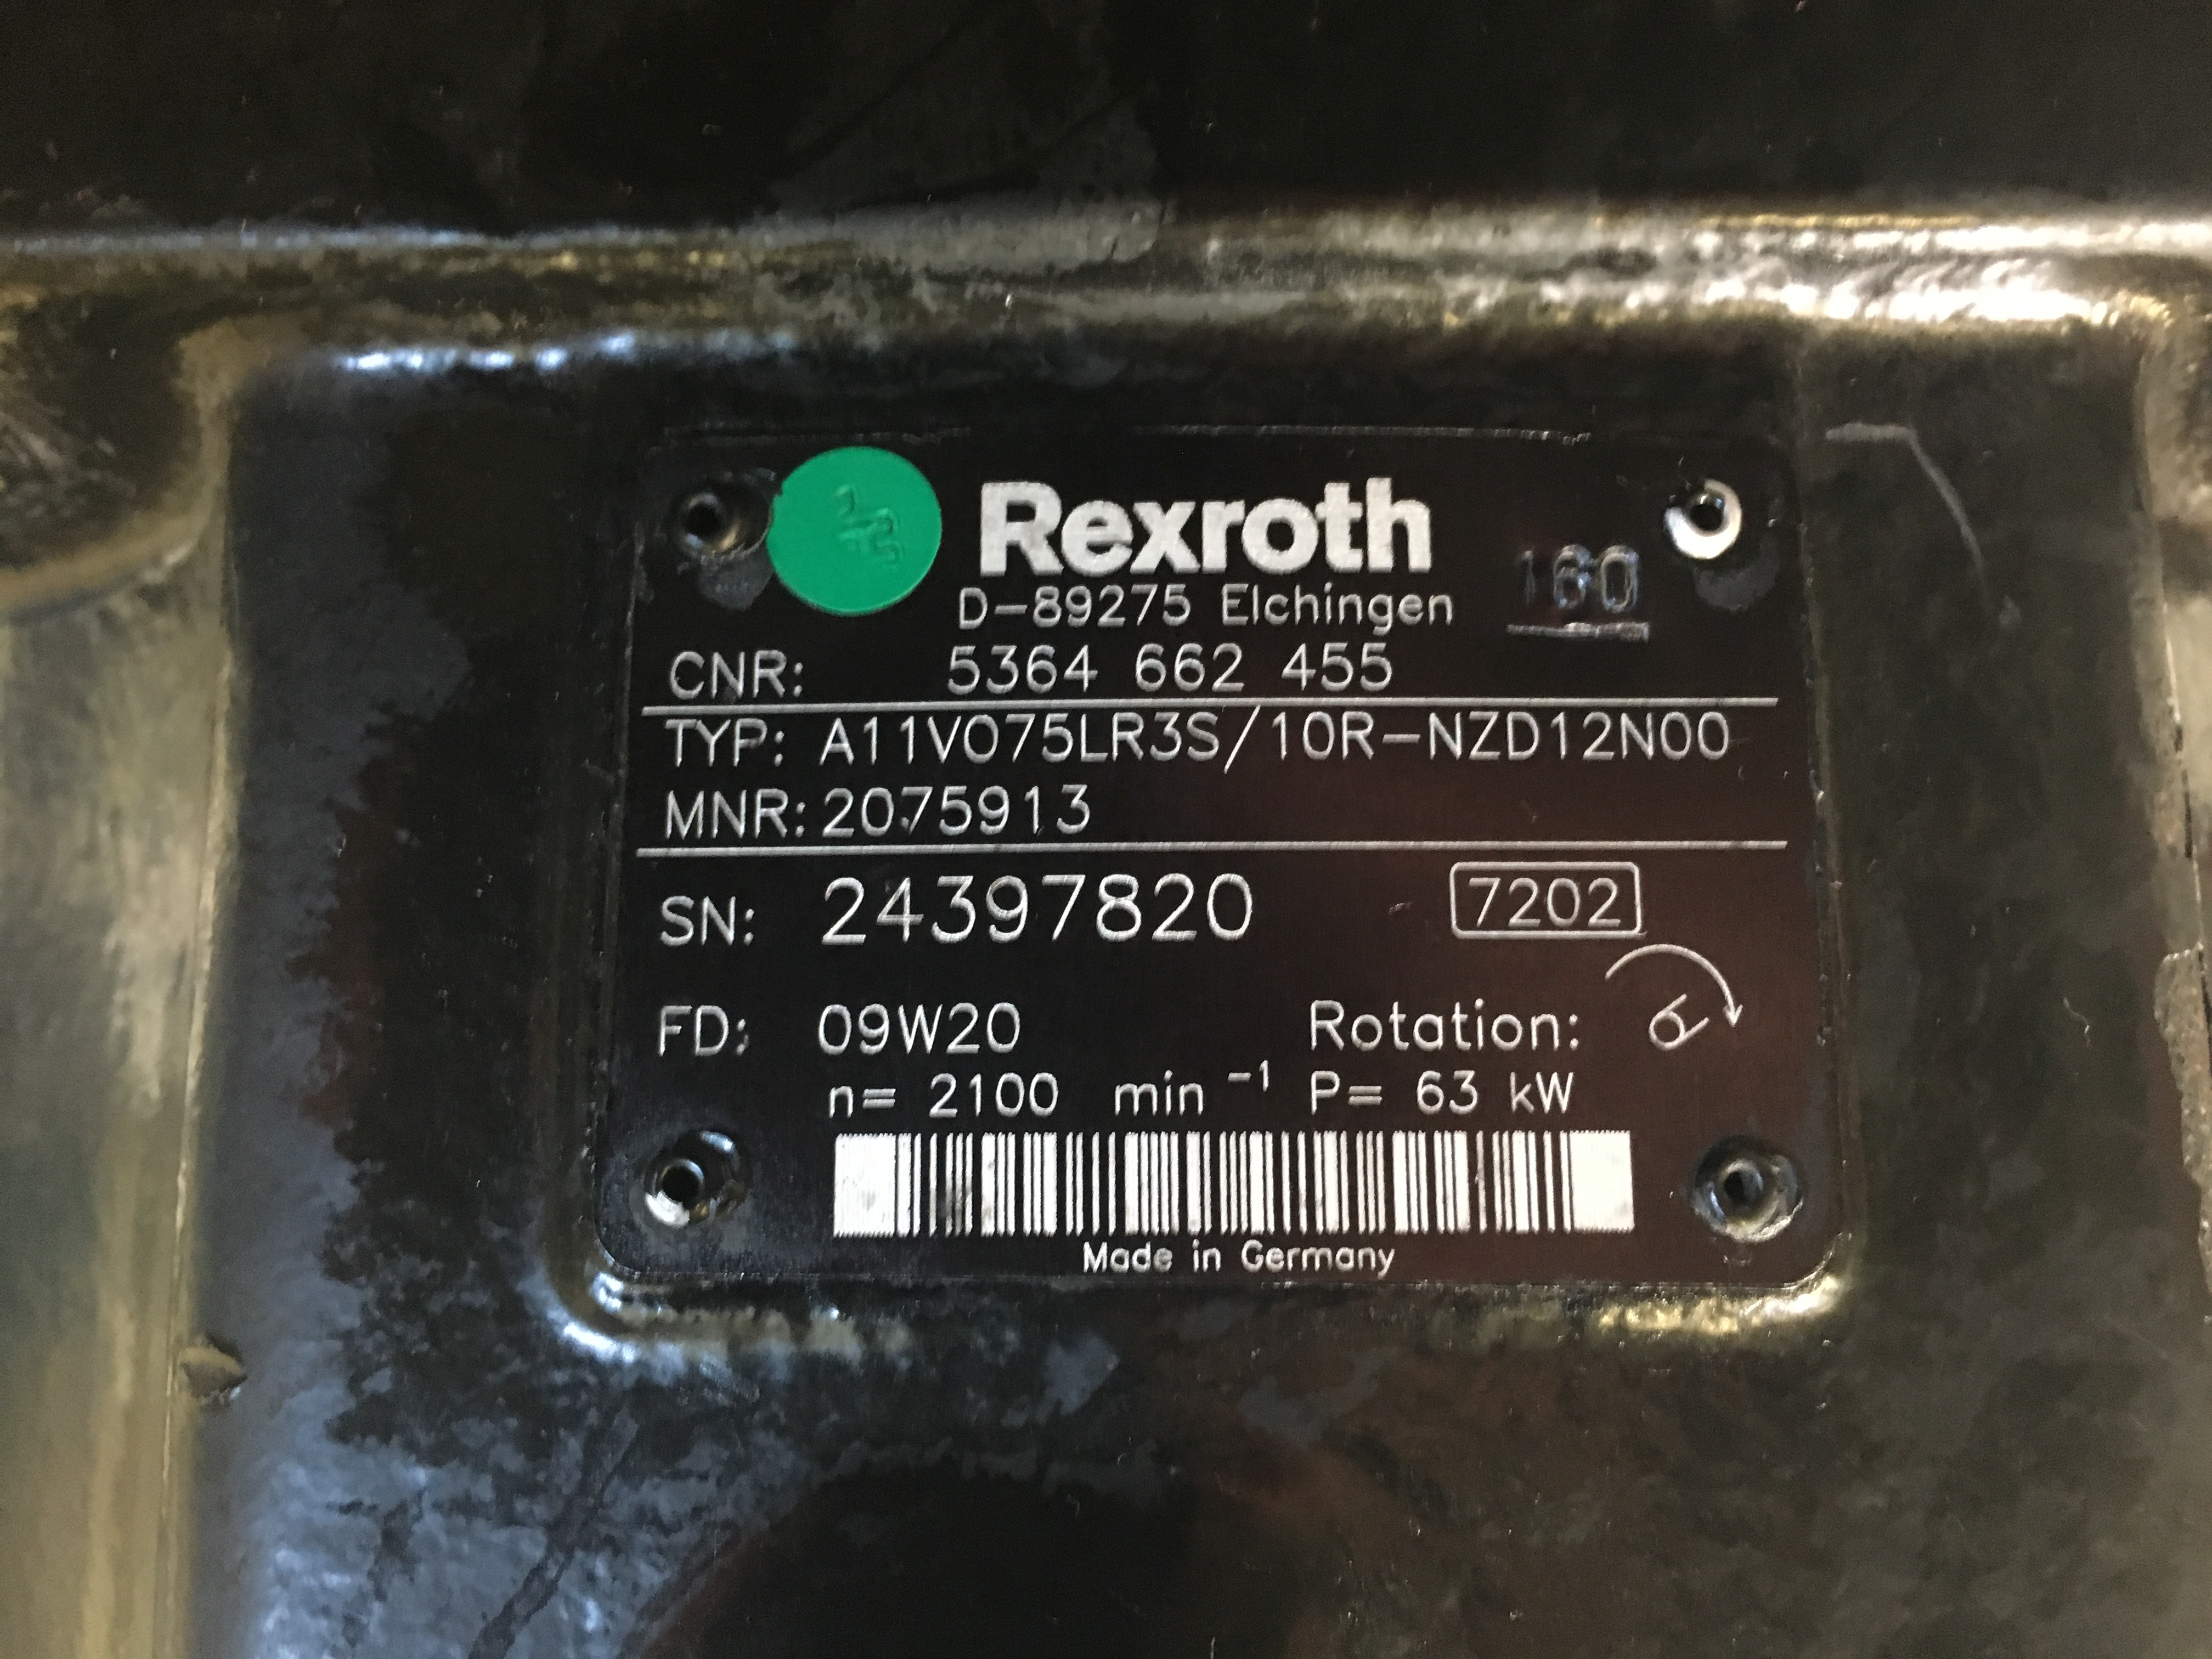 Rexroth
D-89275 Elchingen
160
CNR: 5364 662 455
TYP: A11VO75LR3S/10R-NZD12N00
MNR: 2075913
SN: 24397820 7202
FD: 09W20 Rotation:
n= 2100 min⁻¹ P= 63 kW
Made in Germany